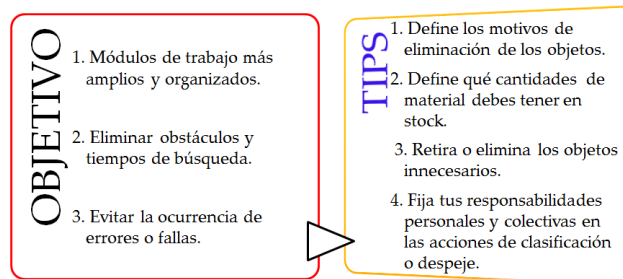 OBJETIVO
1. Módulos de trabajo más
amplios y organizados.
2. Eliminar obstáculos y
tiempos de búsqueda.
3. Evitar la ocurrencia de
errores o fallas.
TIPS
1. Define los motivos de
eliminación de los objetos.
2. Define qué cantidades de
material debes tener en
stock.
3. Retira o elimina los objetos
innecesarios.
4. Fija tus responsabilidades
personales y colectivas en
las acciones de clasificación
o despeje.